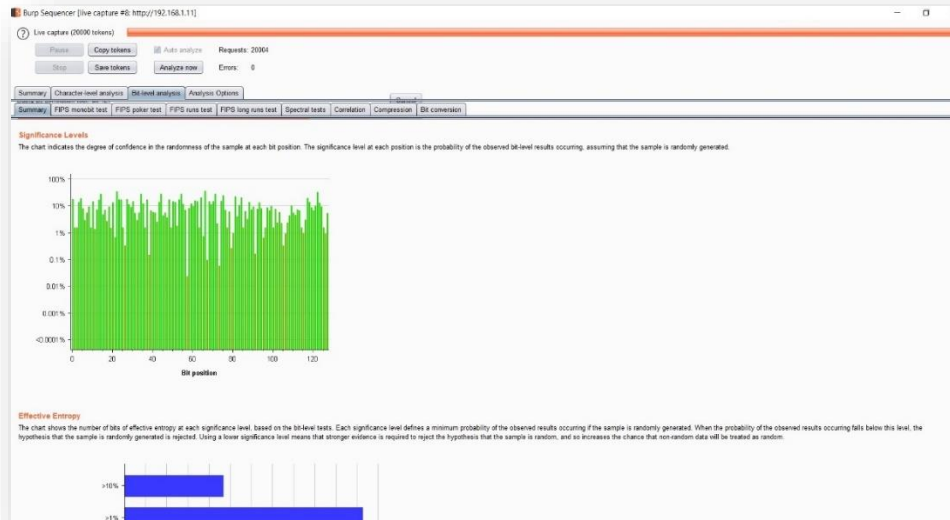 Burp Sequencer [live capture #8: http://192.168.1.11]
Live capture (20000 tokens)
Pause Copy tokens Auto analyze Requests: 20004
Stop Save tokens Analyze now Errors: 0
Summary Character-level analysis Bit-level analysis Analysis Options
Summary FIPS monobit test FIPS poker test FIPS runs test FIPS long runs test Spectral tests Correlation Compression Bit conversion
Significance Levels
The chart indicates the degree of confidence in the randomness of the sample at each bit position. The significance level at each position is the probability of the observed bit-level results occurring, assuming that the sample is randomly generated.
100%
10%
1%
0.1%
0.01%
0.001%
<0.0001%
0 20 40 60 80 100 120
Bit position
Effective Entropy
The chart shows the number of bits of effective entropy at each significance level, based on the bit-level tests. Each significance level defines a minimum probability of the observed results occurring if the sample is randomly generated. When the probability of the observed results occurring falls below this level, the
hypothesis that the sample is randomly generated is rejected. Using a lower significance level means that stronger evidence is required to reject the hypothesis that the sample is random, and so increases the chance that non-random data will be treated as random.
>10%
>1%